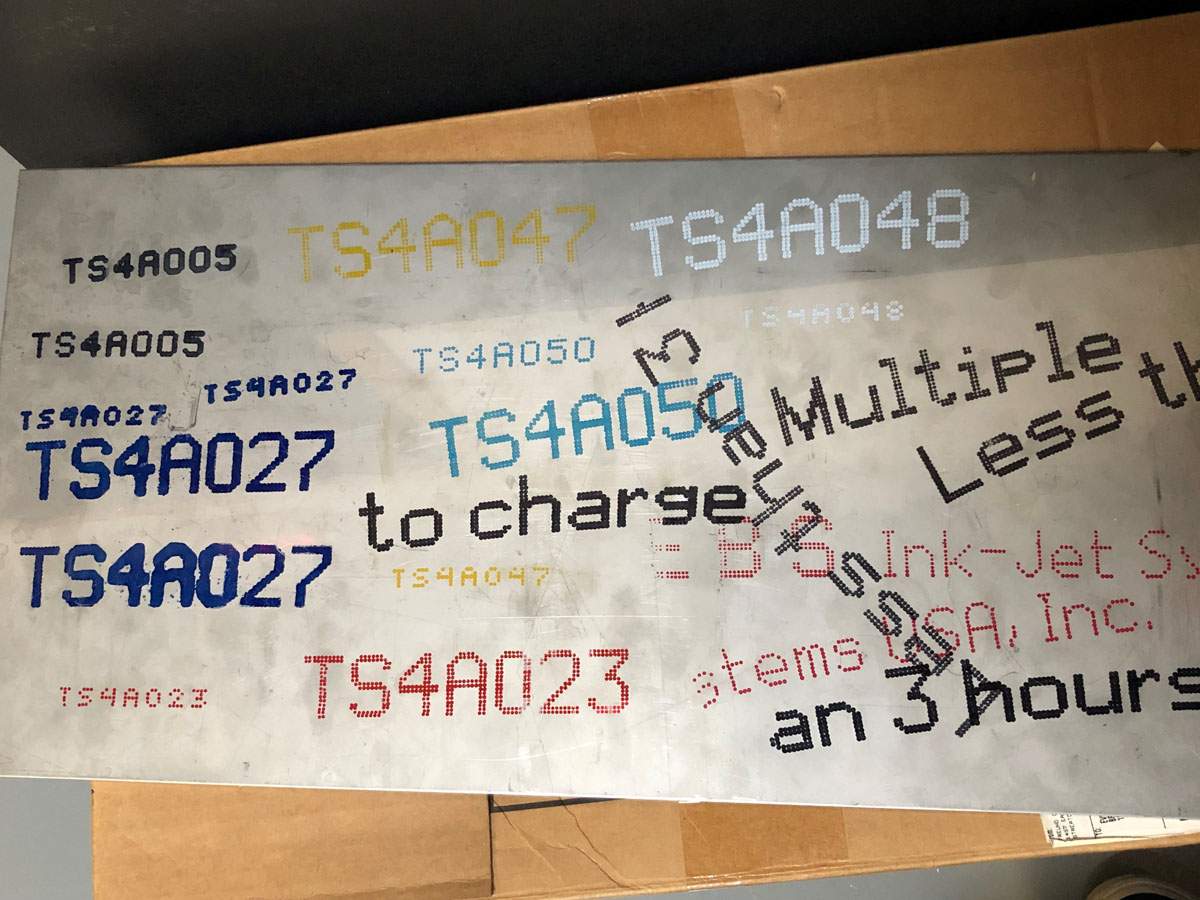 TS4A047
TS4A048
TS4A005
TS4A048
TS4A005
TS4A050
Multiple
TS4A027
TS4A027
TS4A050
Less th
TS4A027
to charge
EBS Ink-Jet Sy
TS4A027
TS4A047
stems USA, Inc.
TS4A023
TS4A023
an 3 hours